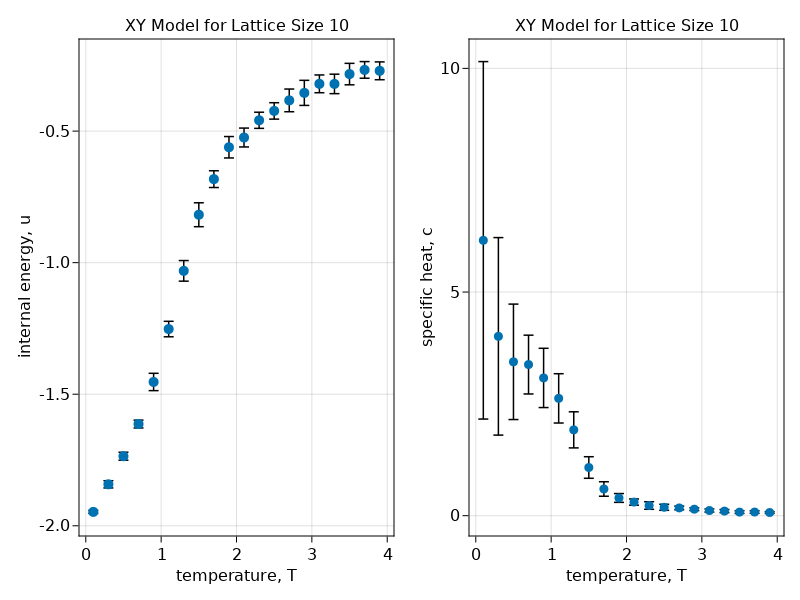 XY Model for Lattice Size 10
internal energy, u
-0.5
-1.0
-1.5
-2.0
0 1 2 3 4
temperature, T
XY Model for Lattice Size 10
specific heat, c
10
5
0
0 1 2 3 4
temperature, T